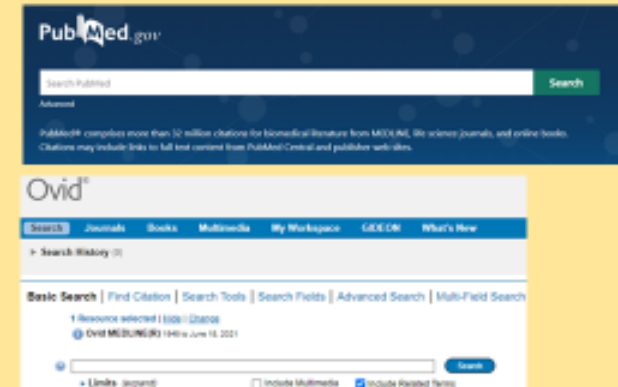 PubMed.gov
Search PubMed
Search
Advanced
PubMed® comprises more than 32 million citations for biomedical literature from MEDLINE, life science journals, and online books.
Citations may include links to full text content from PubMed Central and publisher web sites.
Ovid®
Search Journals Books Multimedia My Workspace GIDEON What's New
Search History (0)
Basic Search | Find Citation | Search Tools | Search Fields | Advanced Search | Multi-Field Search
1 Resource selected | Hide | Change
Ovid MEDLINE(R) 1946 to June 18, 2021
Search
Limits (expand) Include Multimedia Include Related Terms